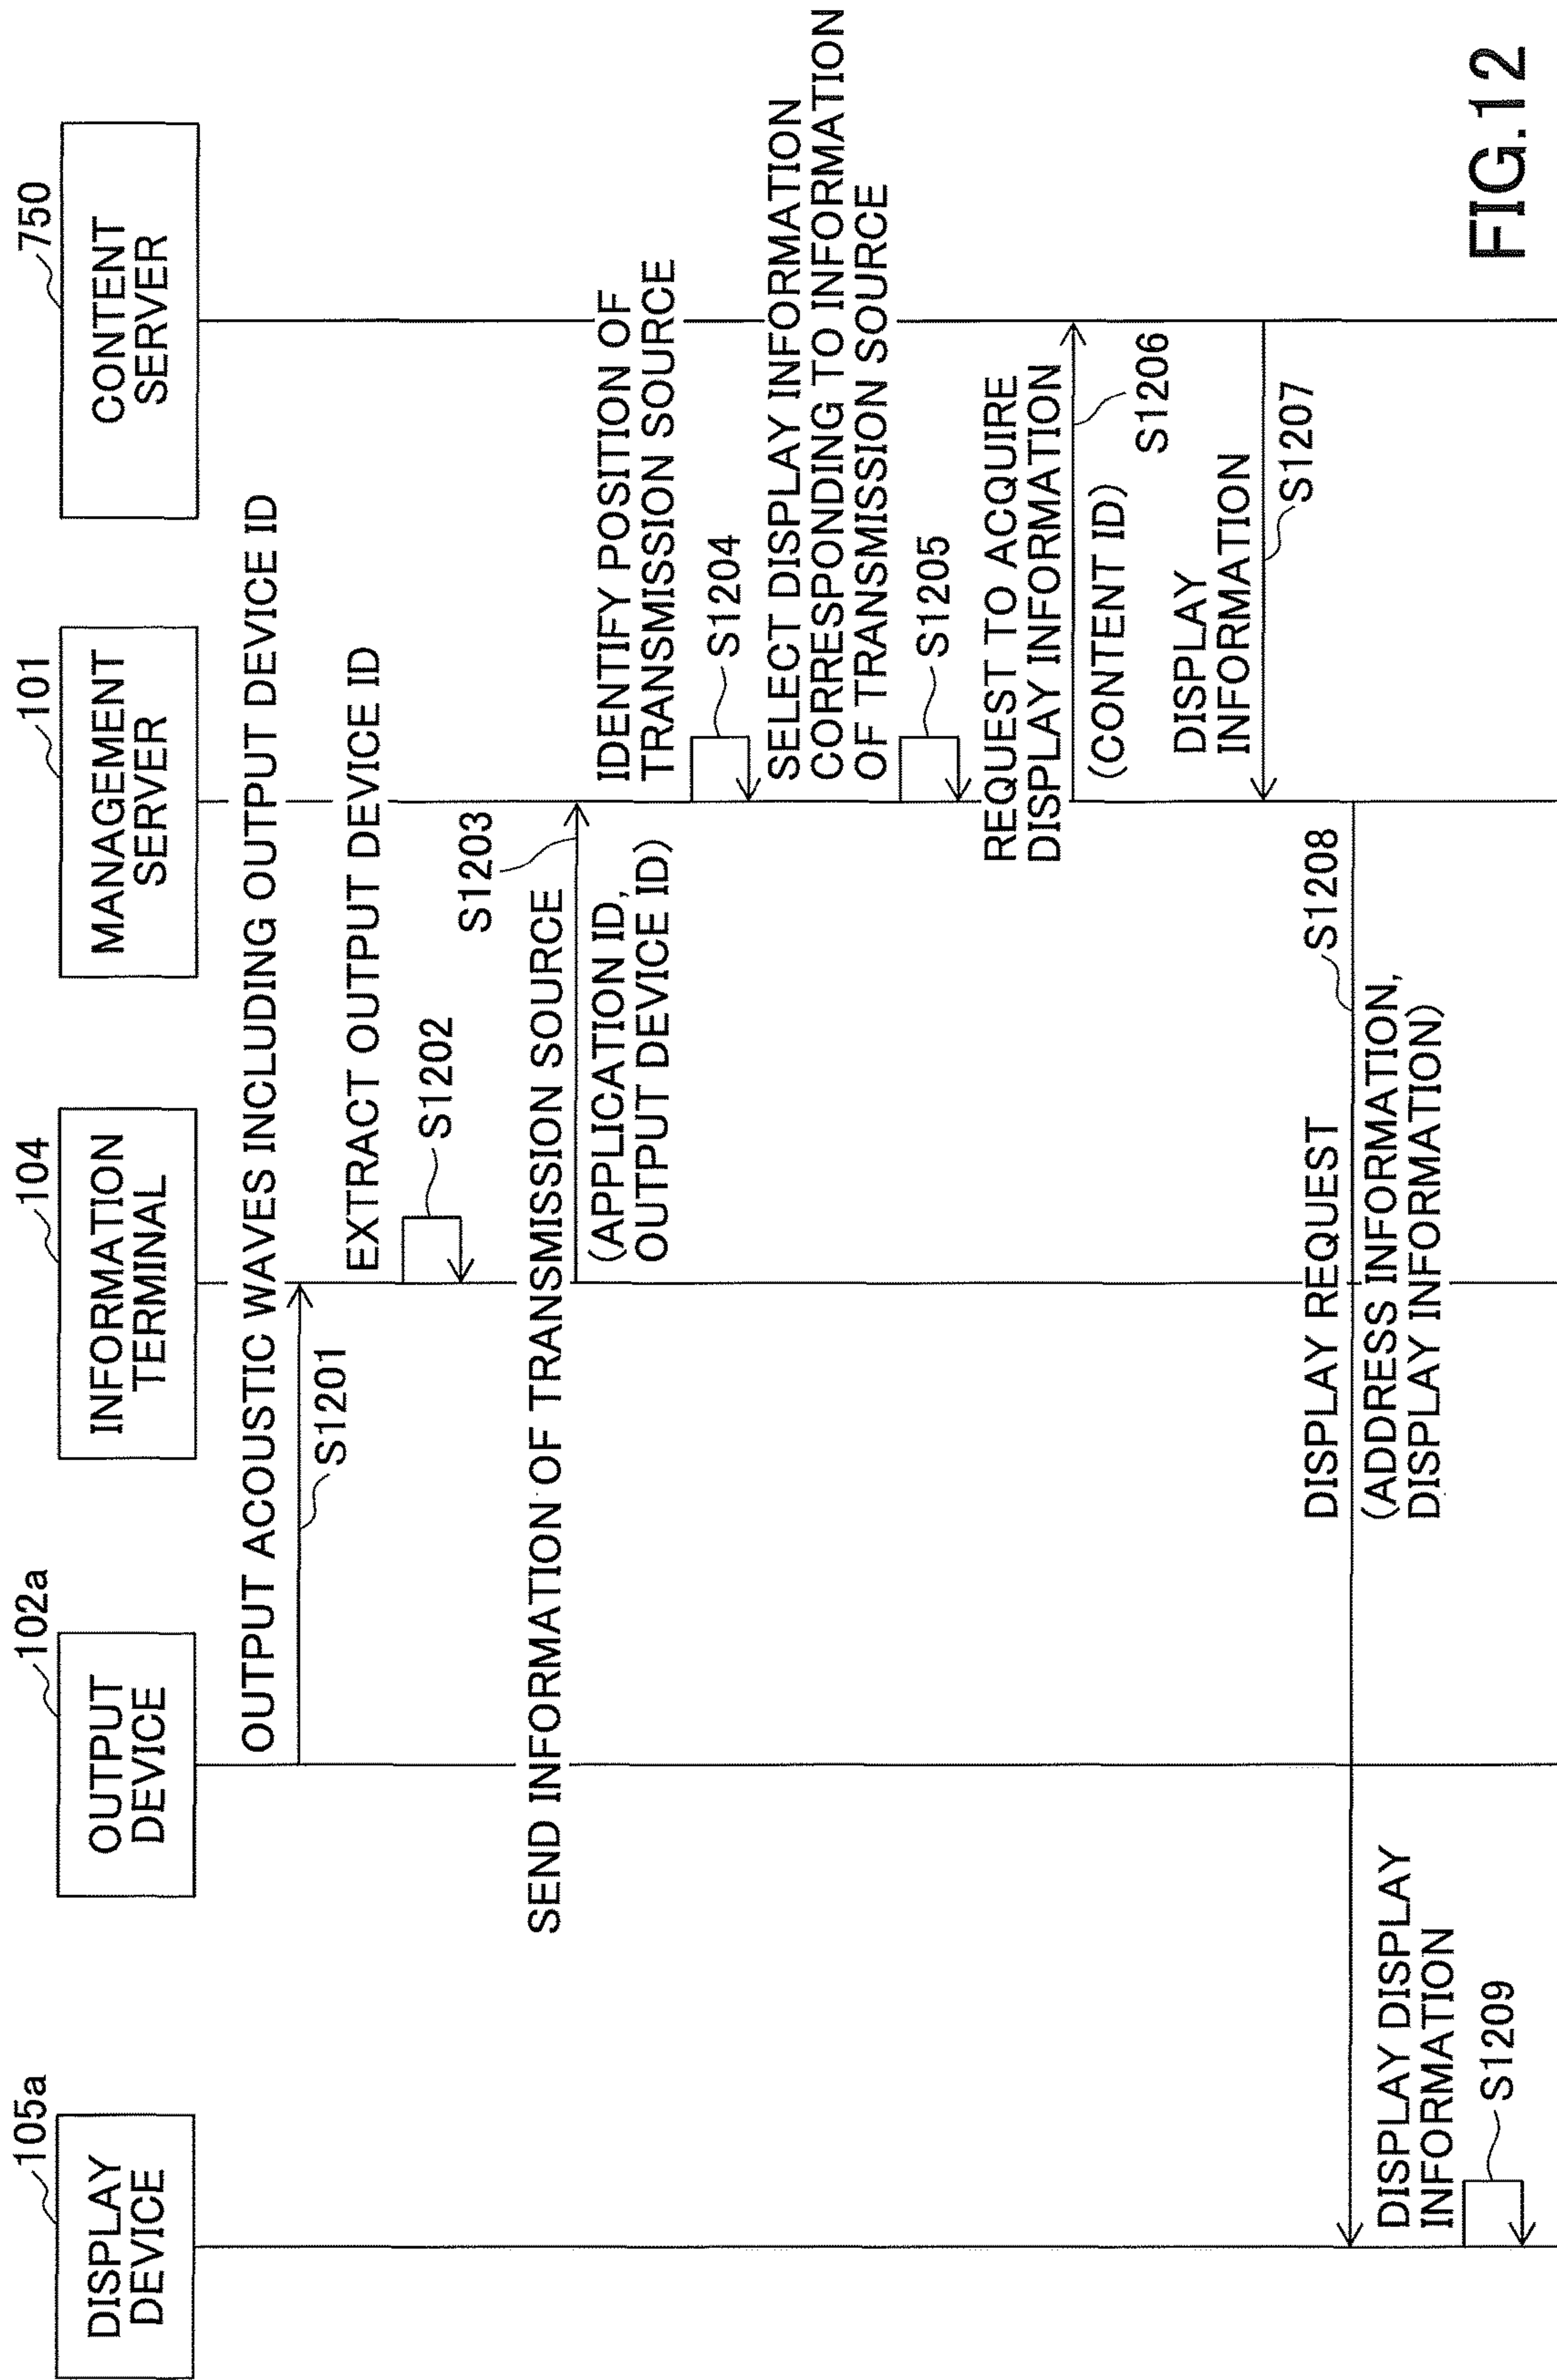 105a
DISPLAY
DEVICE
102a
OUTPUT
DEVICE
104
INFORMATION
TERMINAL
101
MANAGEMENT
SERVER
750
CONTENT
SERVER
OUTPUT ACOUSTIC WAVES INCLUDING OUTPUT DEVICE ID
S1201
EXTRACT OUTPUT DEVICE ID
S1202
SEND INFORMATION OF TRANSMISSION SOURCE
S1203
(APPLICATION ID,
OUTPUT DEVICE ID)
IDENTIFY POSITION OF
TRANSMISSION SOURCE
S1204
SELECT DISPLAY INFORMATION
CORRESPONDING TO INFORMATION
OF TRANSMISSION SOURCE
S1205
REQUEST TO ACQUIRE
DISPLAY INFORMATION
(CONTENT ID)
S1206
DISPLAY
INFORMATION
S1207
DISPLAY REQUEST
S1208
(ADDRESS INFORMATION,
DISPLAY INFORMATION)
DISPLAY DISPLAY
INFORMATION
S1209
FIG.12